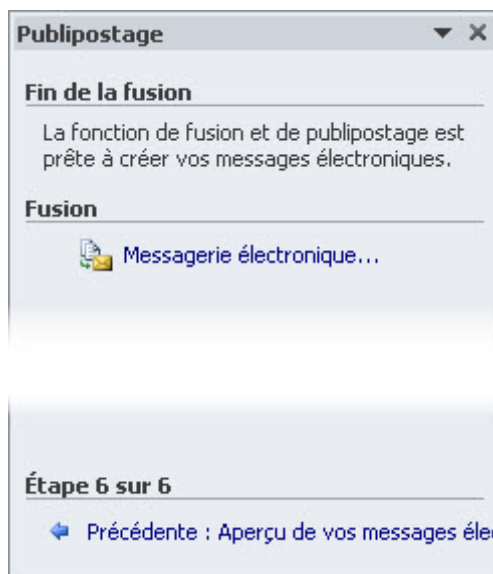 Publipostage
Fin de la fusion
La fonction de fusion et de publipostage est
prête à créer vos messages électroniques.
Fusion
Messagerie électronique...
Étape 6 sur 6
Précédente : Aperçu de vos messages éle